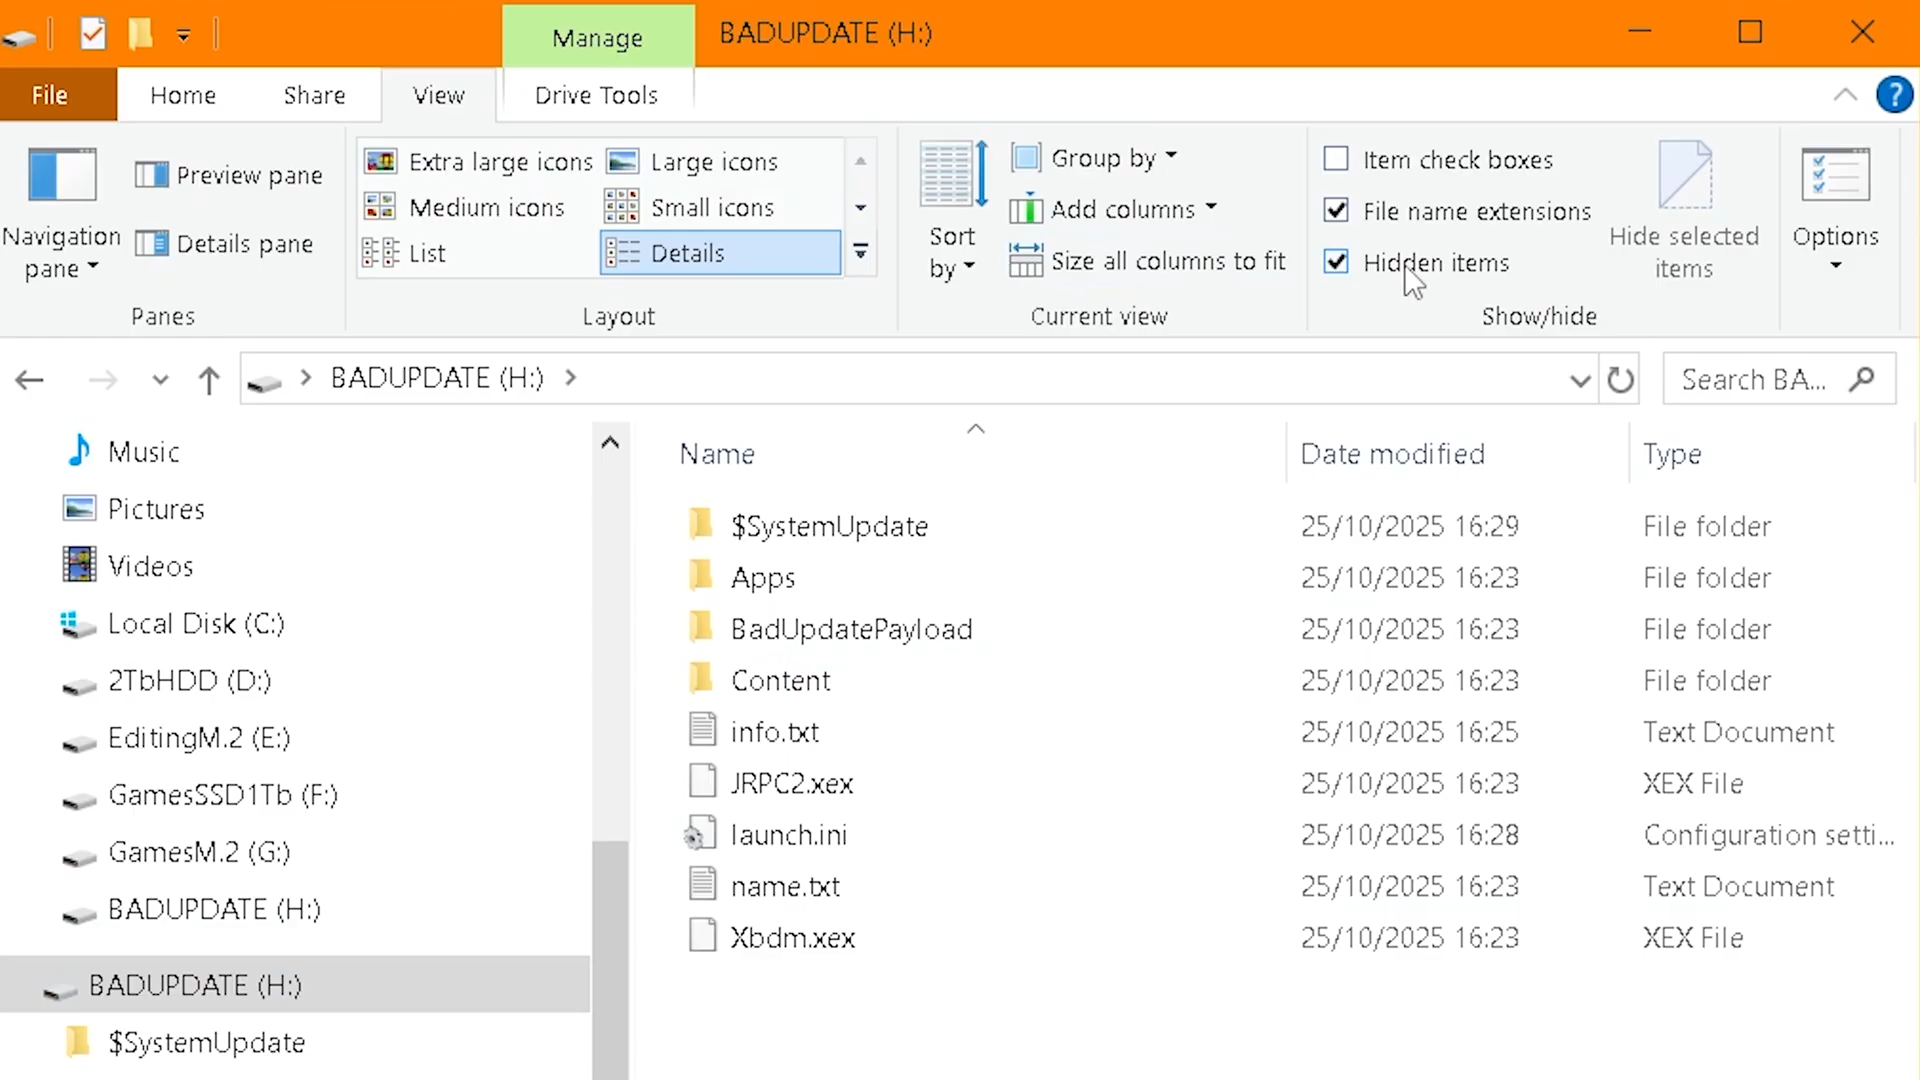 Manage
BADUPDATE (H:)
File
Home
Share
View
Drive Tools
?
Navigation pane
Preview pane
Details pane
Panes
Extra large icons
Large icons
Medium icons
Small icons
List
Details
Layout
Sort by
Group by
Add columns
Size all columns to fit
Current view
Item check boxes
File name extensions
Hidden items
Hide selected items
Show/hide
Options
BADUPDATE (H:)
Search BA...
Music
Pictures
Videos
Local Disk (C:)
2TbHDD (D:)
EditingM.2 (E:)
GamesSSD1Tb (F:)
GamesM.2 (G:)
BADUPDATE (H:)
BADUPDATE (H:)
$SystemUpdate
Name Date modified Type
$SystemUpdate 25/10/2025 16:29 File folder
Apps 25/10/2025 16:23 File folder
BadUpdatePayload 25/10/2025 16:23 File folder
Content 25/10/2025 16:23 File folder
info.txt 25/10/2025 16:25 Text Document
JRPC2.xex 25/10/2025 16:23 XEX File
launch.ini 25/10/2025 16:28 Configuration setti...
name.txt 25/10/2025 16:23 Text Document
Xbdm.xex 25/10/2025 16:23 XEX File